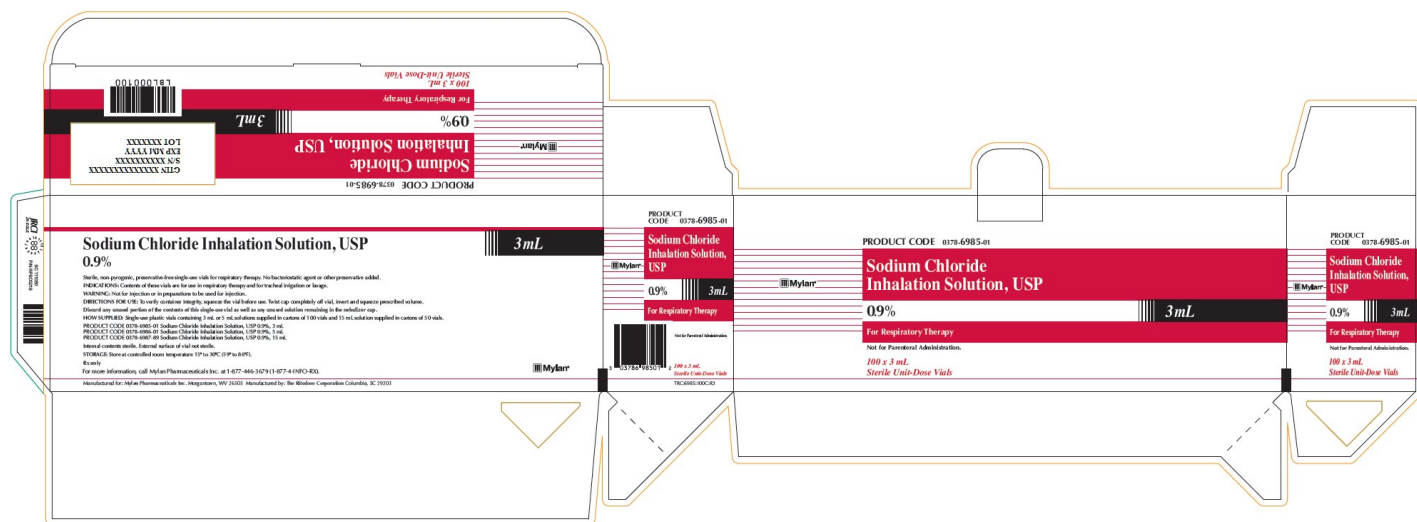 LBL000100
100 x 3 mL
Sterile Unit-Dose Vials
For Respiratory Therapy
0.9%
3mL
Sodium Chloride
Inhalation Solution, USP
Mylan®
PRODUCT CODE 0378-6985-01
GTIN XXXXXXXXXXXXXX
S/N XXXXXXXXXX
EXP MM YYYY
LOT XXXXXXX
Sodium Chloride Inhalation Solution, USP
0.9%
3mL
Sterile, non-pyrogenic, preservative-free single-use vials for respiratory therapy. No bacteriostatic agent or other preservative added.
INDICATIONS: Contents of these vials are for use in respiratory therapy and for tracheal irrigation or lavage.
WARNING: Not for injection or in preparations to be used for injection.
DIRECTIONS FOR USE: To verify container integrity, squeeze the vial before use. Twist cap completely off vial, invert and squeeze prescribed volume.
Discard any unused portion of the contents of this single-use vial as well as any unused solution remaining in the nebulizer cup.
HOW SUPPLIED: Single-use plastic vials containing 3 mL or 5 mL solutions supplied in cartons of 100 vials and 15 mL solution supplied in cartons of 50 vials.
PRODUCT CODE 0378-6985-01 Sodium Chloride Inhalation Solution, USP 0.9%, 3 mL
PRODUCT CODE 0378-6986-01 Sodium Chloride Inhalation Solution, USP 0.9%, 5 mL
PRODUCT CODE 0378-6987-89 Sodium Chloride Inhalation Solution, USP 0.9%, 15 mL
Internal contents sterile. External surface of vial not sterile.
STORAGE: Store at controlled room temperature 15° to 30°C (59° to 86°F).
Rx only
For more information, call Mylan Pharmaceuticals Inc. at 1-877-446-3679 (1-877-4-INFO-RX).
Mylan®
Manufactured for: Mylan Pharmaceuticals Inc. Morgantown, WV 26505 Manufactured by: The Ritedose Corporation Columbia, SC 29203
PRODUCT
CODE 0378-6985-01
Sodium Chloride
Inhalation Solution,
USP
Mylan®
0.9%
3mL
For Respiratory Therapy
Not for Parenteral Administration.
3 03786 98501 2
100 x 3 mL
Sterile Unit-Dose Vials
TRC:6985:100C:R3
PRODUCT CODE 0378-6985-01
Sodium Chloride
Inhalation Solution, USP
Mylan®
0.9%
3mL
For Respiratory Therapy
Not for Parenteral Administration.
100 x 3 mL
Sterile Unit-Dose Vials
PRODUCT
CODE 0378-6985-01
Sodium Chloride
Inhalation Solution,
USP
Mylan®
0.9%
3mL
For Respiratory Therapy
Not for Parenteral Administration.
100 x 3 mL
Sterile Unit-Dose Vials